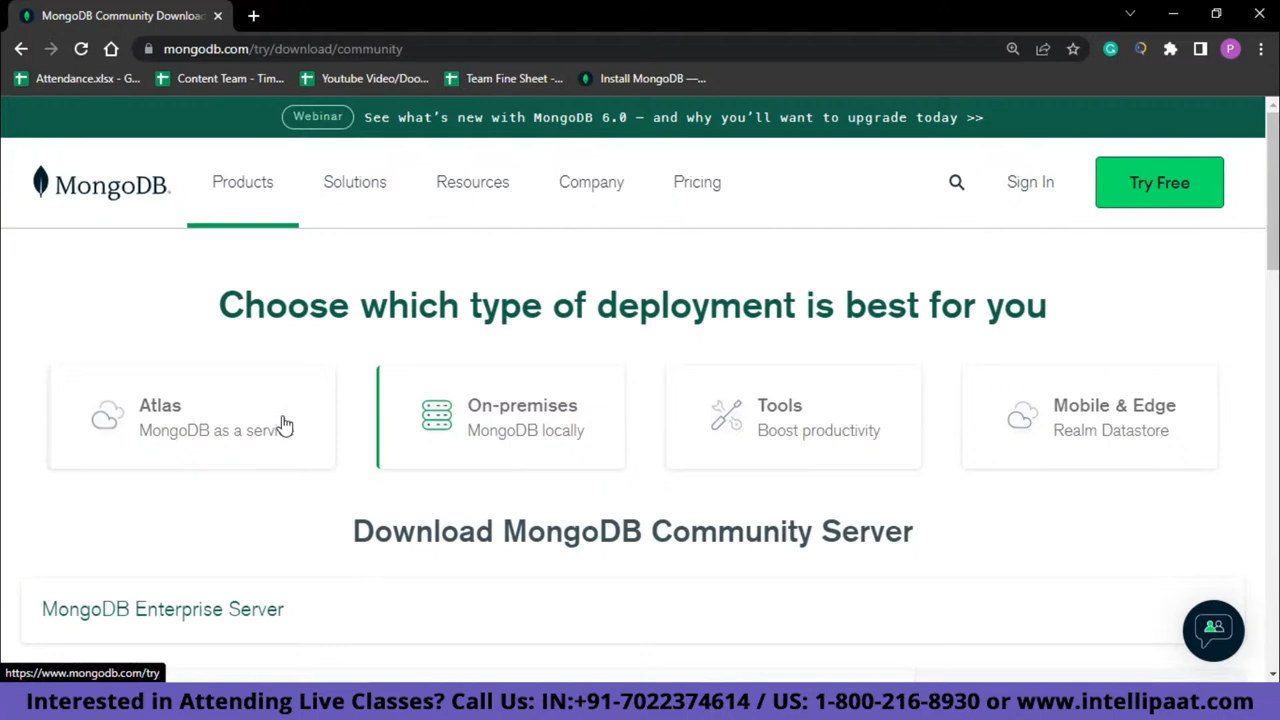 MongoDB Community Download
mongodb.com/try/download/community
Attendance.xlsx - G...
Content Team - Tim...
Youtube Video/Doo...
Team Fine Sheet -...
Install MongoDB —...
P
Webinar
See what's new with MongoDB 6.0 — and why you'll want to upgrade today >>
MongoDB.
Products
Solutions
Resources
Company
Pricing
Sign In
Try Free
Choose which type of deployment is best for you
Atlas
MongoDB as a servi
On-premises
MongoDB locally
Tools
Boost productivity
Mobile & Edge
Realm Datastore
Download MongoDB Community Server
MongoDB Enterprise Server
https://www.mongodb.com/try
Interested in Attending Live Classes? Call Us: IN:+91-7022374614 / US: 1-800-216-8930 or www.intellipaat.com